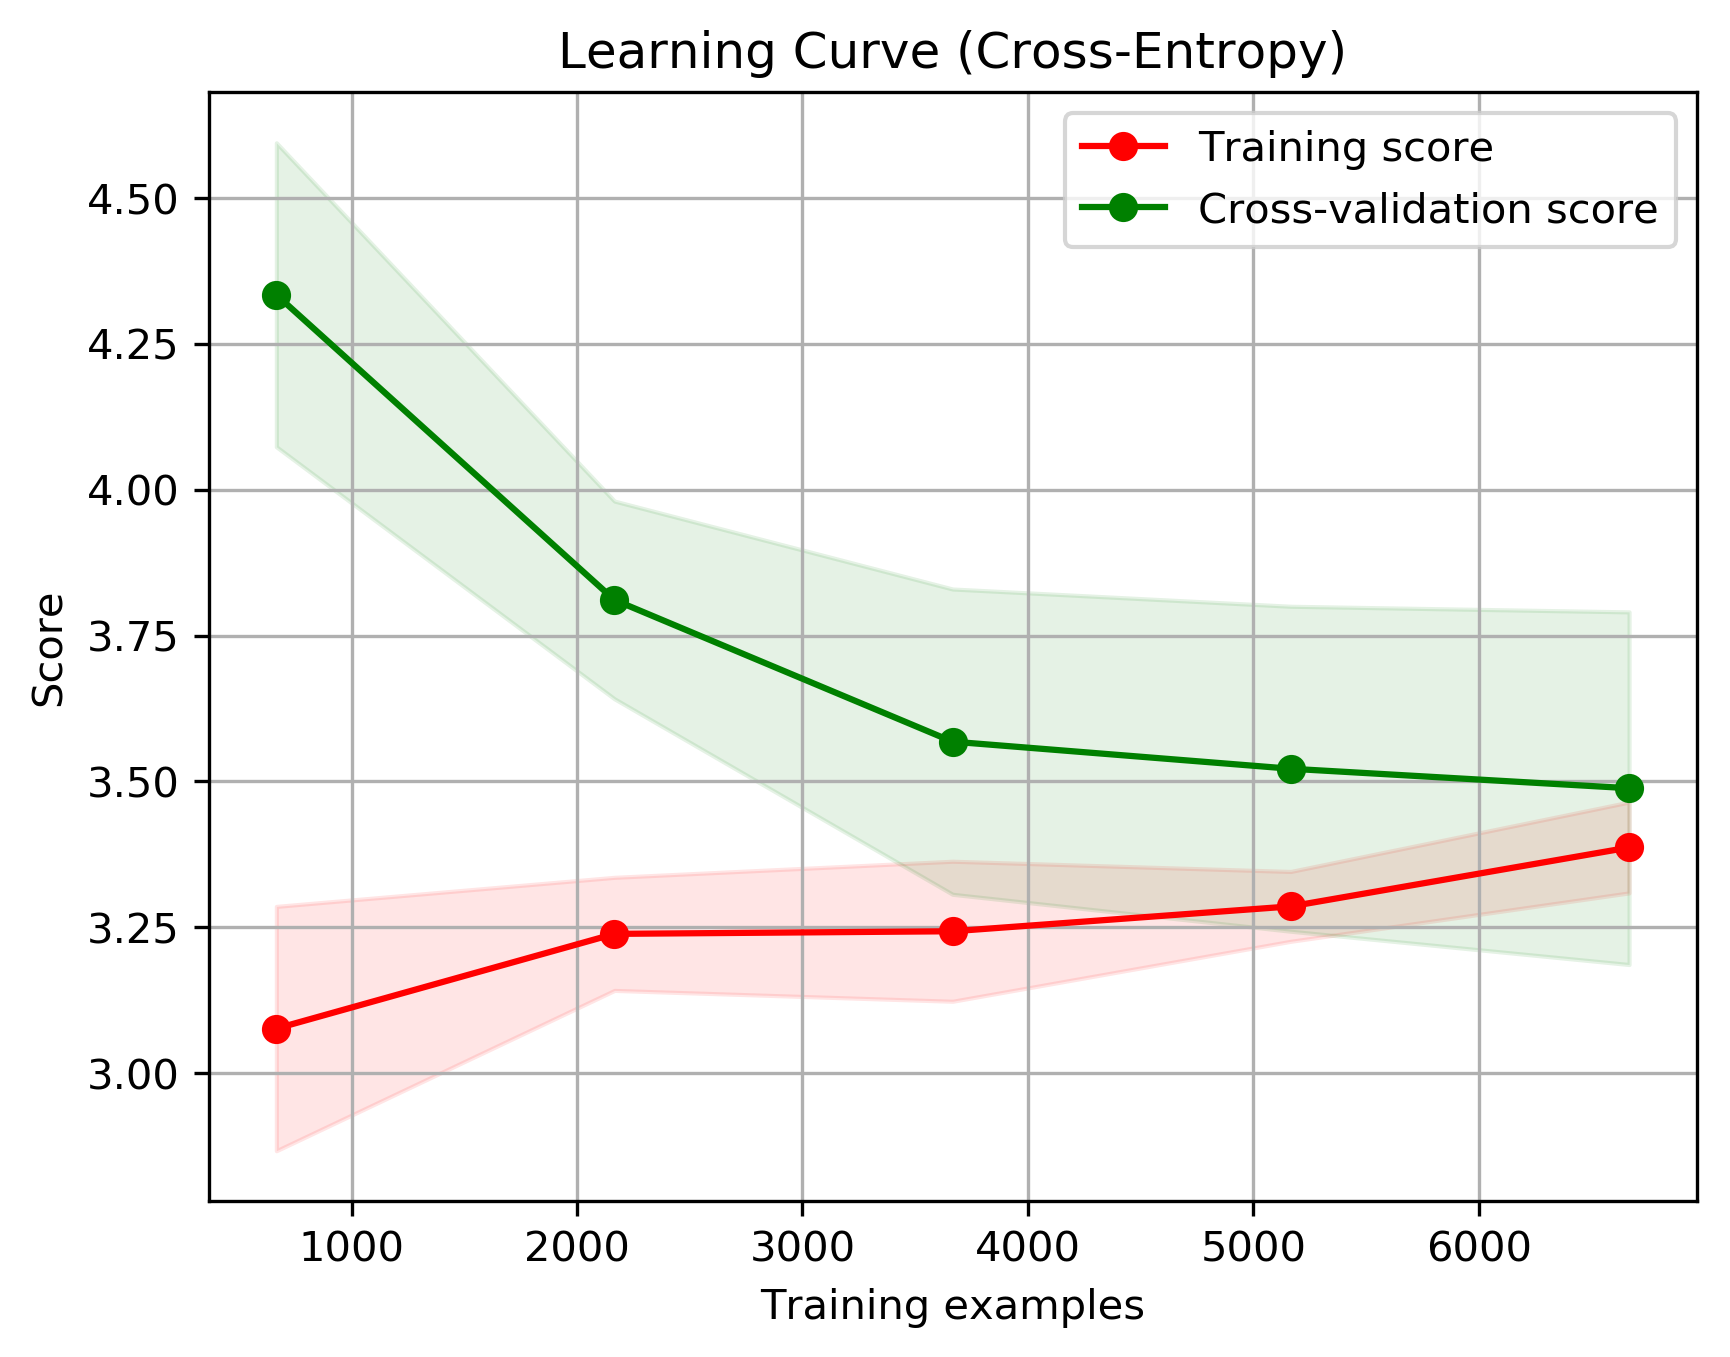 Learning Curve (Cross-Entropy)
Training score
Cross-validation score
4.50
4.25
4.00
3.75
3.50
3.25
3.00
Score
1000 2000 3000 4000 5000 6000
Training examples